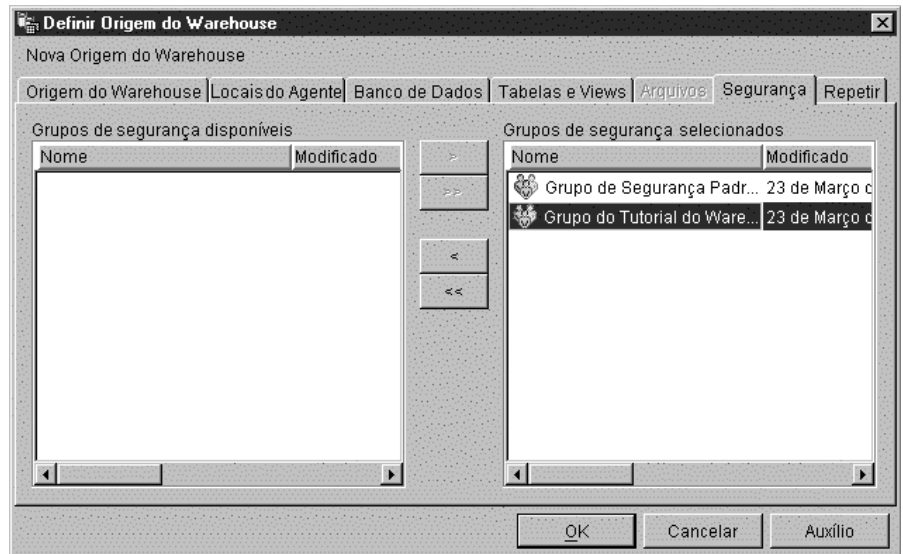 Definir Origem do Warehouse
Nova Origem do Warehouse
Origem do Warehouse Locais do Agente Banco de Dados Tabelas e Views Arquivos Segurança Repetir
Grupos de segurança disponíveis
Grupos de segurança selecionados
Nome Modificado
>
>>
<
<<
Nome Modificado
Grupo de Segurança Padr... 23 de Março
Grupo do Tutorial do Ware... 23 de Março
OK Cancelar Auxílio